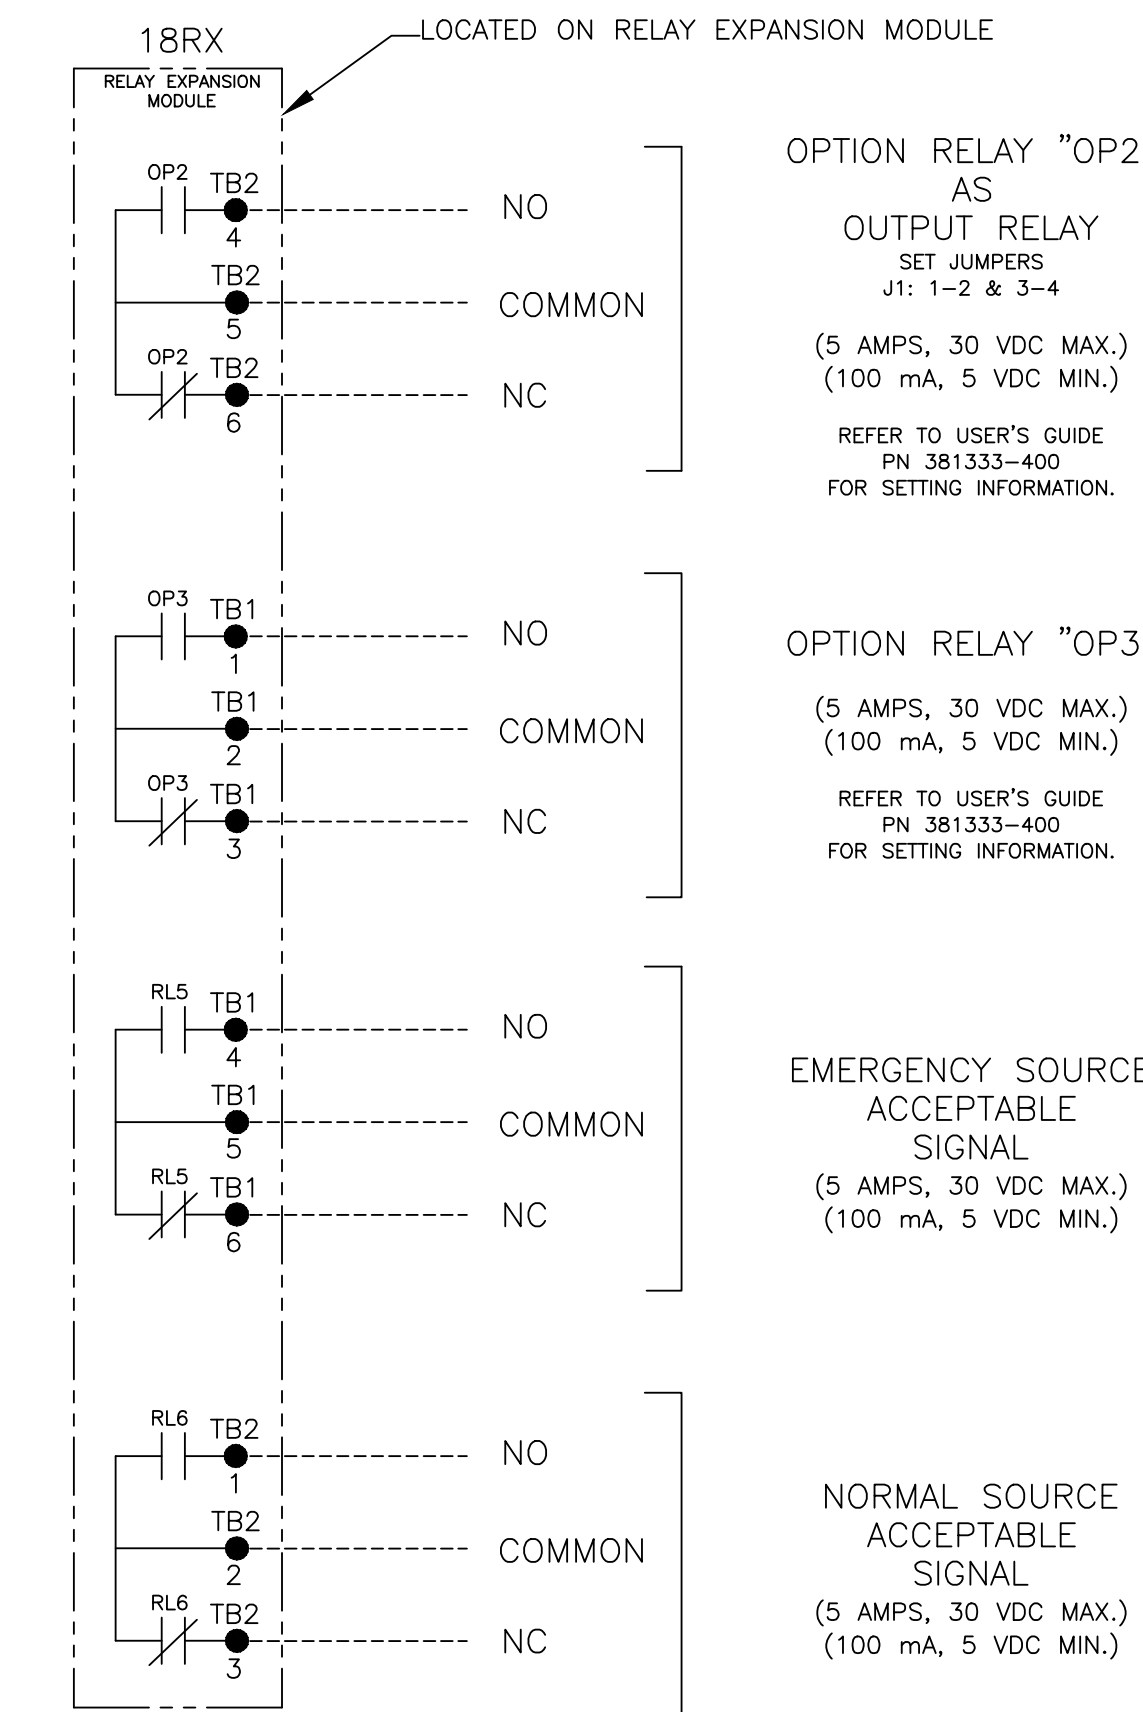 18RX
LOCATED ON RELAY EXPANSION MODULE
RELAY EXPANSION
MODULE
OP2 TB2
4
NO
TB2
5
COMMON
OP2 TB2
6
NC
OPTION RELAY "OP2
AS
OUTPUT RELAY
SET JUMPERS
J1: 1-2 & 3-4
(5 AMPS, 30 VDC MAX.)
(100 mA, 5 VDC MIN.)
REFER TO USER'S GUIDE
PN 381333-400
FOR SETTING INFORMATION.
OP3 TB1
1
NO
TB1
2
COMMON
OP3 TB1
3
NC
OPTION RELAY "OP3
(5 AMPS, 30 VDC MAX.)
(100 mA, 5 VDC MIN.)
REFER TO USER'S GUIDE
PN 381333-400
FOR SETTING INFORMATION.
RL5 TB1
4
NO
TB1
5
COMMON
RL5 TB1
6
NC
EMERGENCY SOURCE
ACCEPTABLE
SIGNAL
(5 AMPS, 30 VDC MAX.)
(100 mA, 5 VDC MIN.)
RL6 TB2
1
NO
TB2
2
COMMON
RL6 TB2
3
NC
NORMAL SOURCE
ACCEPTABLE
SIGNAL
(5 AMPS, 30 VDC MAX.)
(100 mA, 5 VDC MIN.)